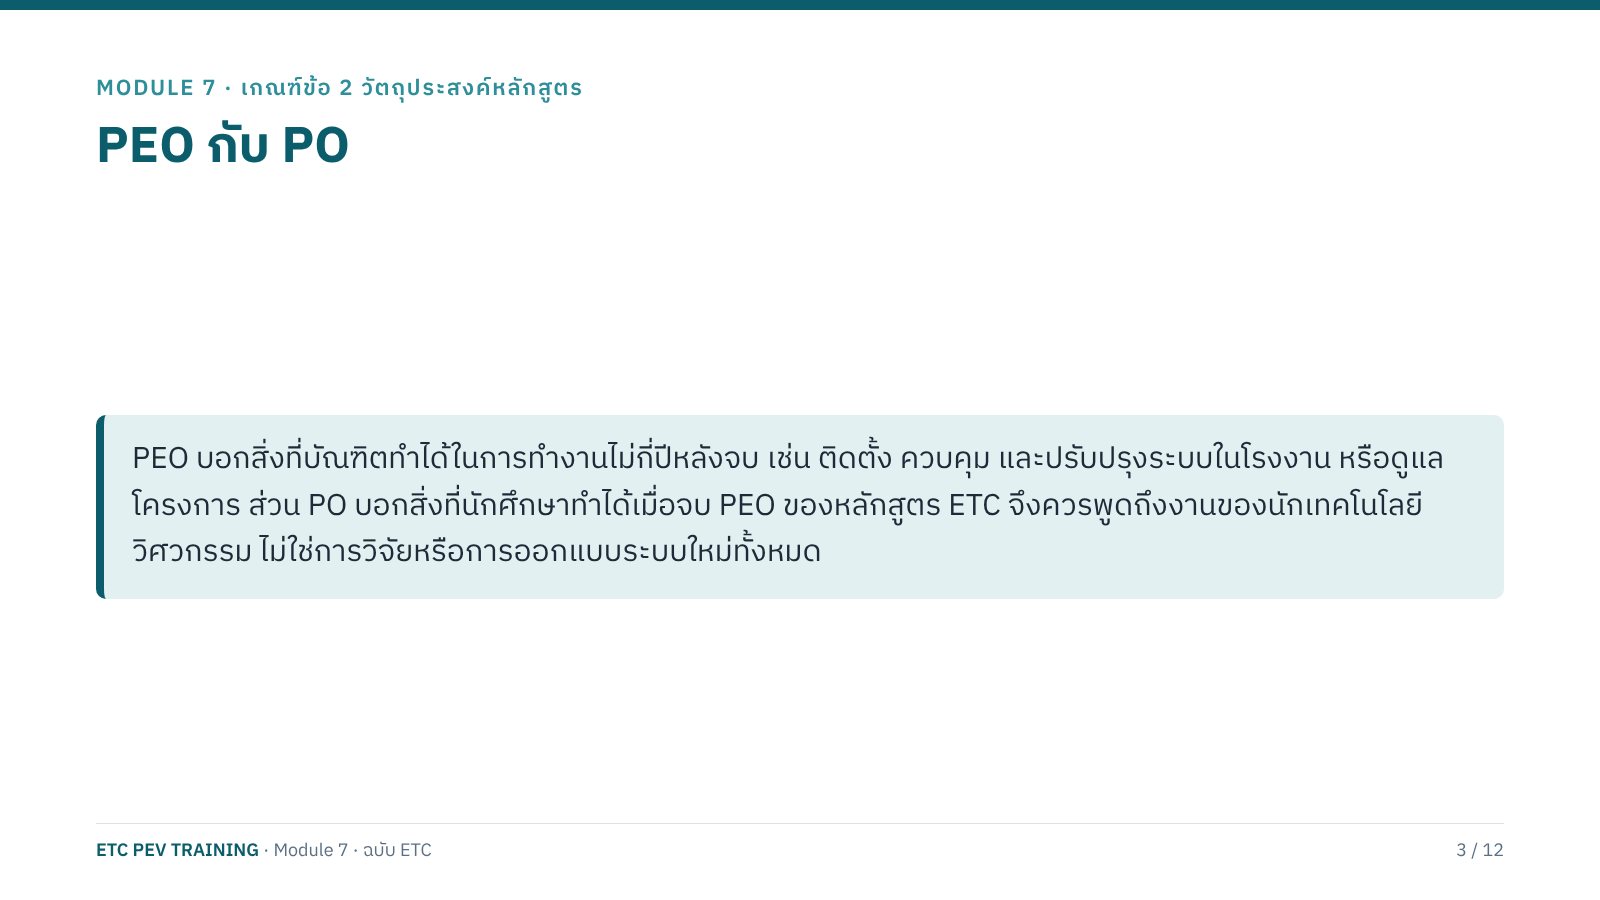 MODULE 7 · เกณฑ์ข้อ 2 วัตถุประสงค์หลักสูตร
PEO กับ PO
PEO บอกสิ่งที่บัณฑิตทำได้ในการทำงานไม่กี่ปีหลังจบ เช่น ติดตั้ง ควบคุม และปรับปรุงระบบในโรงงาน หรือดูแล
โครงการ ส่วน PO บอกสิ่งที่นักศึกษาทำได้เมื่อจบ PEO ของหลักสูตร ETC จึงควรพูดถึงงานของนักเทคโนโลยี
วิศวกรรม ไม่ใช่การวิจัยหรือการออกแบบระบบใหม่ทั้งหมด
ETC PEV TRAINING · Module 7 · ฉบับ ETC
3 / 12